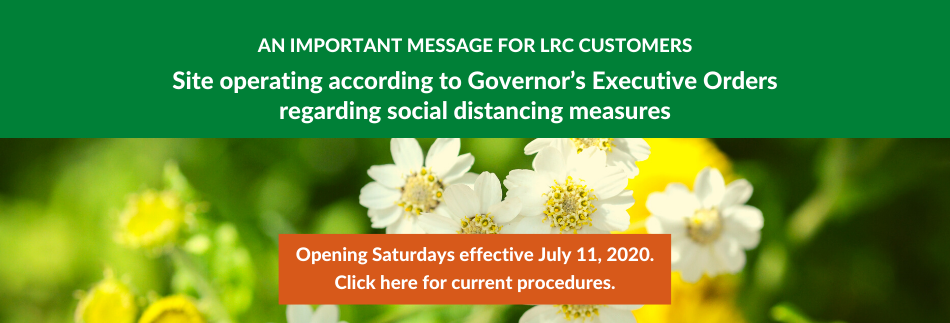 AN IMPORTANT MESSAGE FOR LRC CUSTOMERS
Site operating according to Governor’s Executive Orders
regarding social distancing measures
Opening Saturdays effective July 11, 2020.
Click here for current procedures.